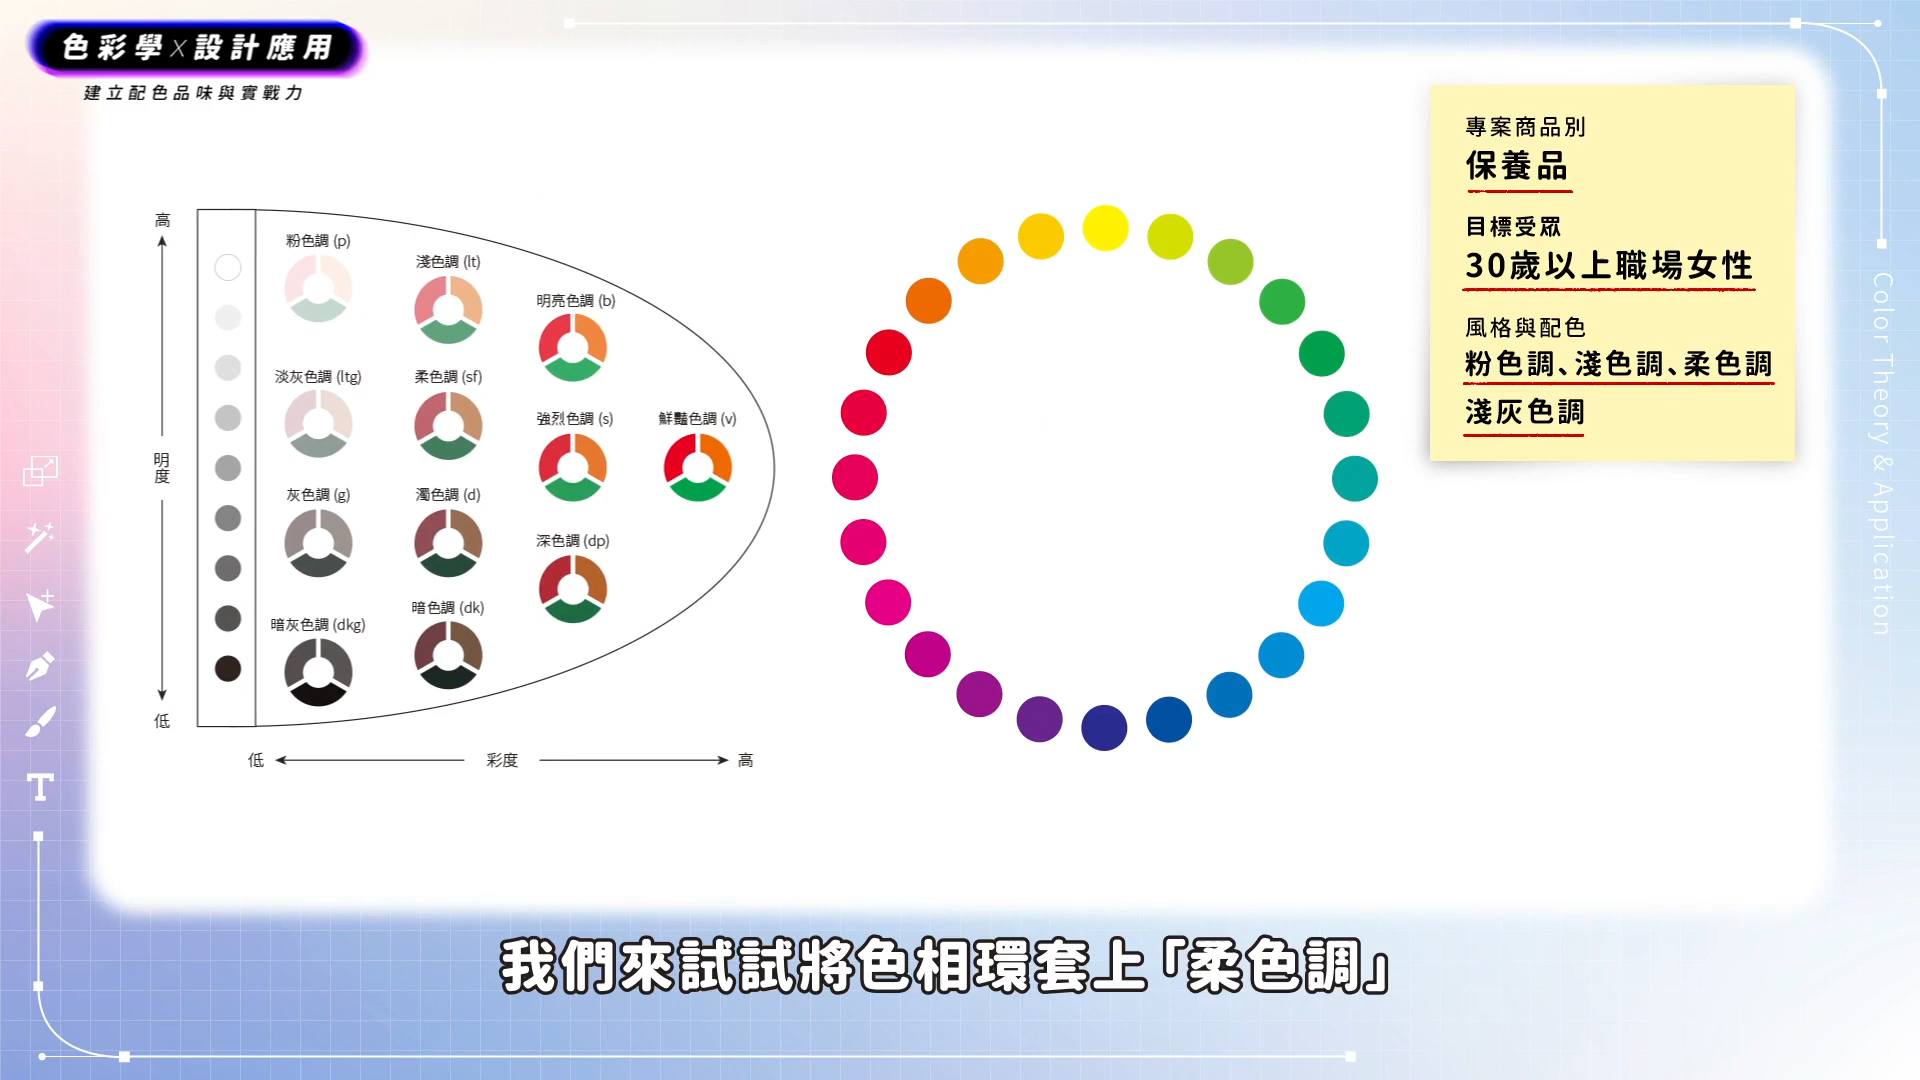 色彩學×設計應用
建立配色品味與實戰力
專案商品別
保養品
目標受眾
30歲以上職場女性
風格與配色
粉色調、淺色調、柔色調
淺灰色調
高
明度
低
粉色調 (p)
淺色調 (lt)
明亮色調 (b)
淡灰色調 (ltg)
柔色調 (sf)
強烈色調 (s)
鮮豔色調 (v)
灰色調 (g)
濁色調 (d)
深色調 (dp)
暗灰色調 (dkg)
暗色調 (dk)
低
彩度
高
Color Theory & Application
我們來試試將色相環套上「柔色調」